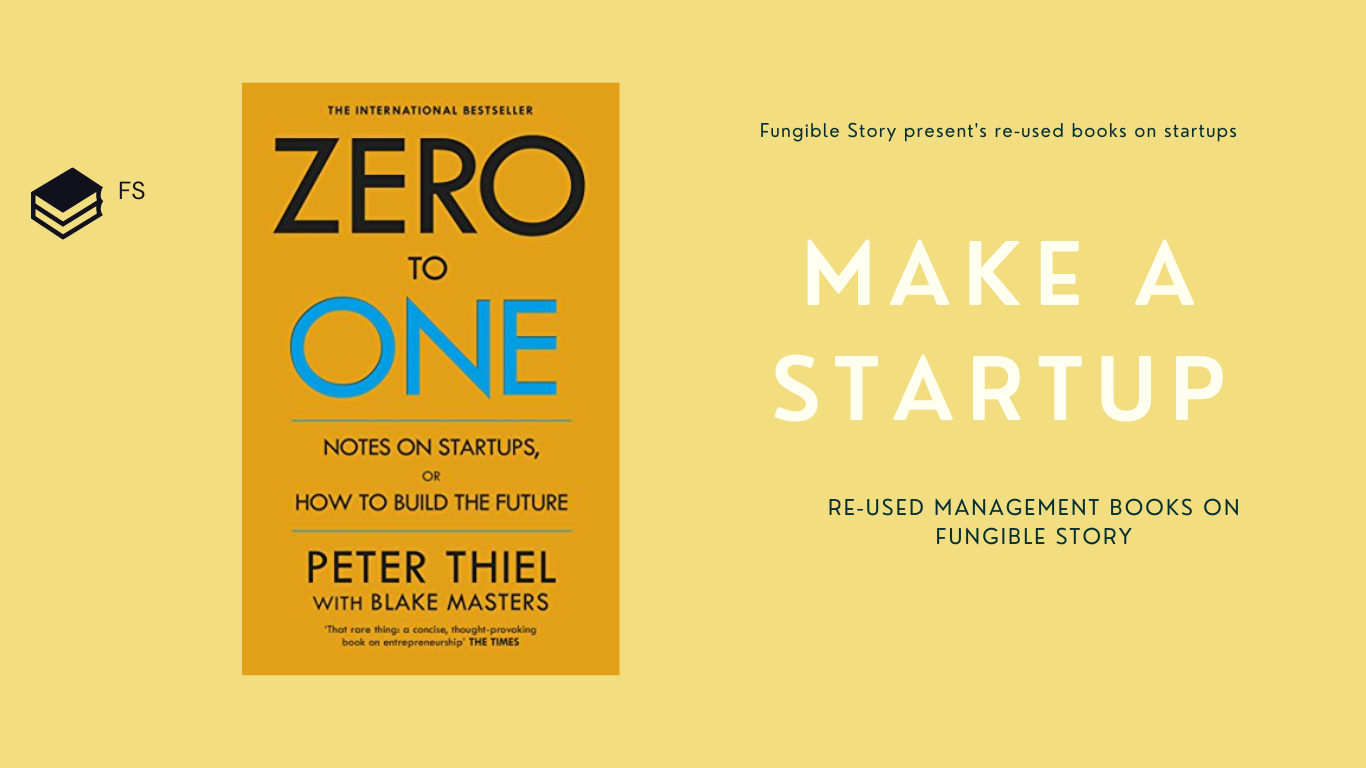 FS
THE INTERNATIONAL BESTSELLER
ZERO
TO
ONE
NOTES ON STARTUPS,
OR
HOW TO BUILD THE FUTURE
PETER THIEL
WITH BLAKE MASTERS
'That rare thing: a concise, thought-provoking
book on entrepreneurship' THE TIMES
Fungible Story present's re-used books on startups
MAKE A
STARTUP
RE-USED MANAGEMENT BOOKS ON
FUNGIBLE STORY